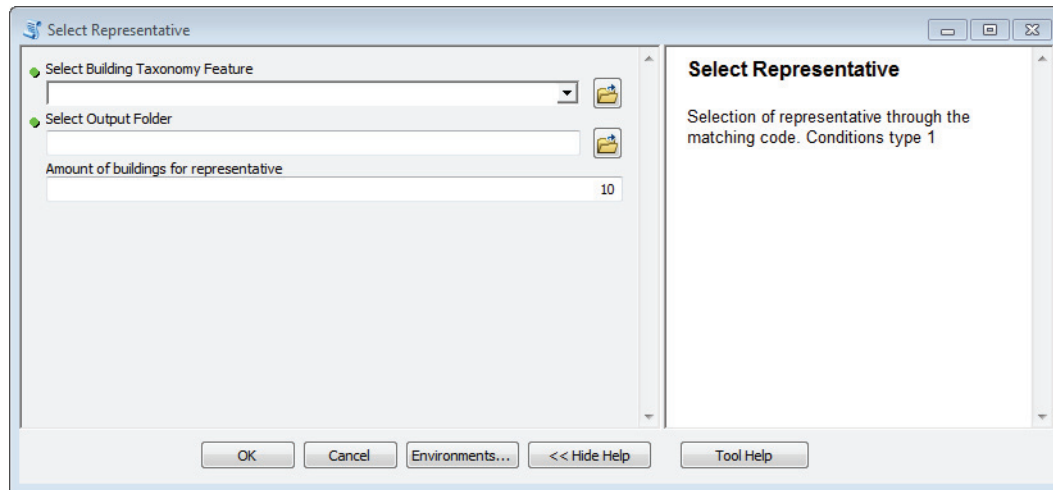 Select Representative
Select Building Taxonomy Feature
Select Output Folder
Amount of buildings for representative
10
Select Representative
Selection of representative through the
matching code. Conditions type 1
OK
Cancel
Environments...
<< Hide Help
Tool Help